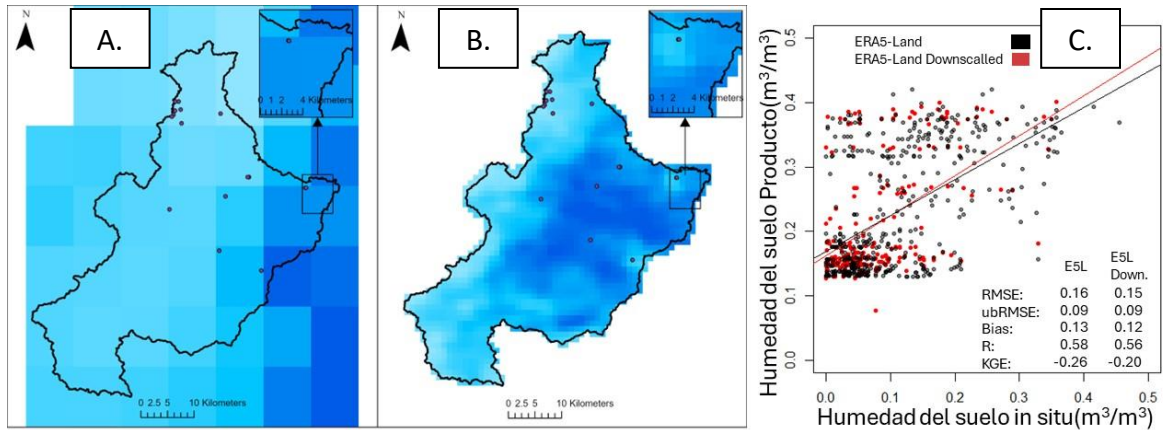 N
A.
0 1 2 4 Kilometers
0 2.5 5 10 Kilometers
N
B.
0 1 2 4 Kilometers
0 2.5 5 10 Kilometers
C.
ERA5-Land
ERA5-Land Downscalled
Humedad del suelo Producto(m³/m³)
0.5
0.4
0.3
0.2
0.1
0.0
E5L E5L Down.
RMSE: 0.16 0.15
ubRMSE: 0.09 0.09
Bias: 0.13 0.12
R: 0.58 0.56
KGE: -0.26 -0.20
0.0 0.1 0.2 0.3 0.4 0.5
Humedad del suelo in situ(m³/m³)